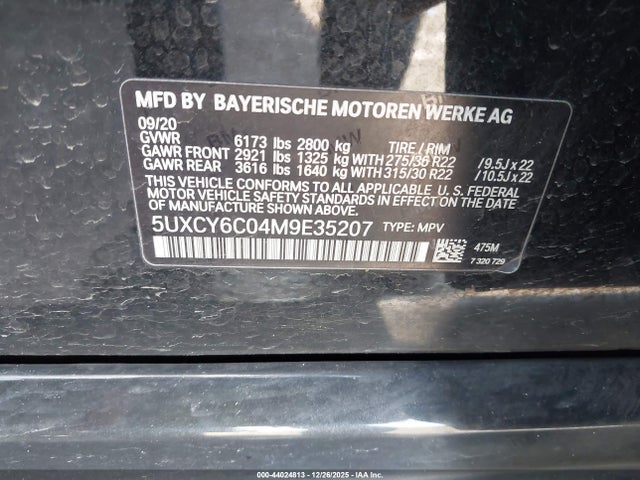 MFD BY BAYERISCHE MOTOREN WERKE AG
09/20
GVWR 6173 lbs 2800 kg TIRE / RIM
GAWR FRONT 2921 lbs 1325 kg WITH 275/35 R22 / 9.5J x 22
GAWR REAR 3616 lbs 1640 kg WITH 315/30 R22 / 10.5J x 22
THIS VEHICLE CONFORMS TO ALL APPLICABLE U. S. FEDERAL
MOTOR VEHICLE SAFETY STANDARDS IN EFFECT ON THE DATE
OF MANUFACTURE SHOWN ABOVE.
5UXCY6C04M9E35207 TYPE: MPV
475M
7 320 729
000-44024813 • 12/26/2025 • IAA Inc.